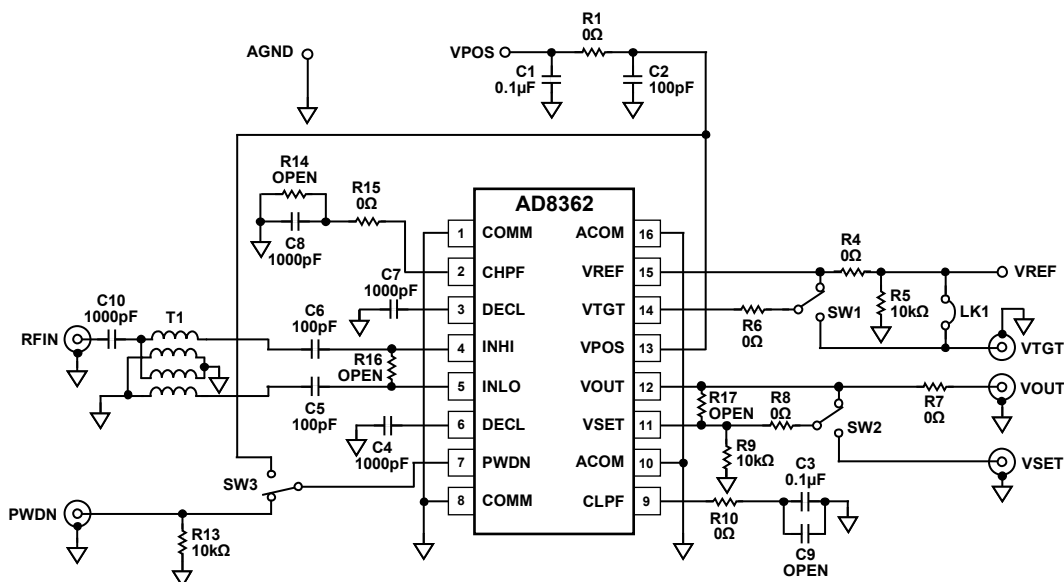 AGND
VPOS
R1
0Ω
C1
0.1µF
C2
100pF
R14
OPEN
R15
0Ω
C8
1000pF
C7
1000pF
C10
1000pF
T1
C6
100pF
RFIN
R16
OPEN
C5
100pF
C4
1000pF
SW3
PWDN
R13
10kΩ
AD8362
1 COMM
2 CHPF
3 DECL
4 INHI
5 INLO
6 DECL
7 PWDN
8 COMM
ACOM 16
VREF 15
VTGT 14
VPOS 13
VOUT 12
VSET 11
ACOM 10
CLPF 9
R4
0Ω
VREF
R5
10kΩ
LK1
SW1
R6
0Ω
VTGT
R17
OPEN
R8
0Ω
R7
0Ω
VOUT
SW2
R9
10kΩ
VSET
C3
0.1µF
R10
0Ω
C9
OPEN